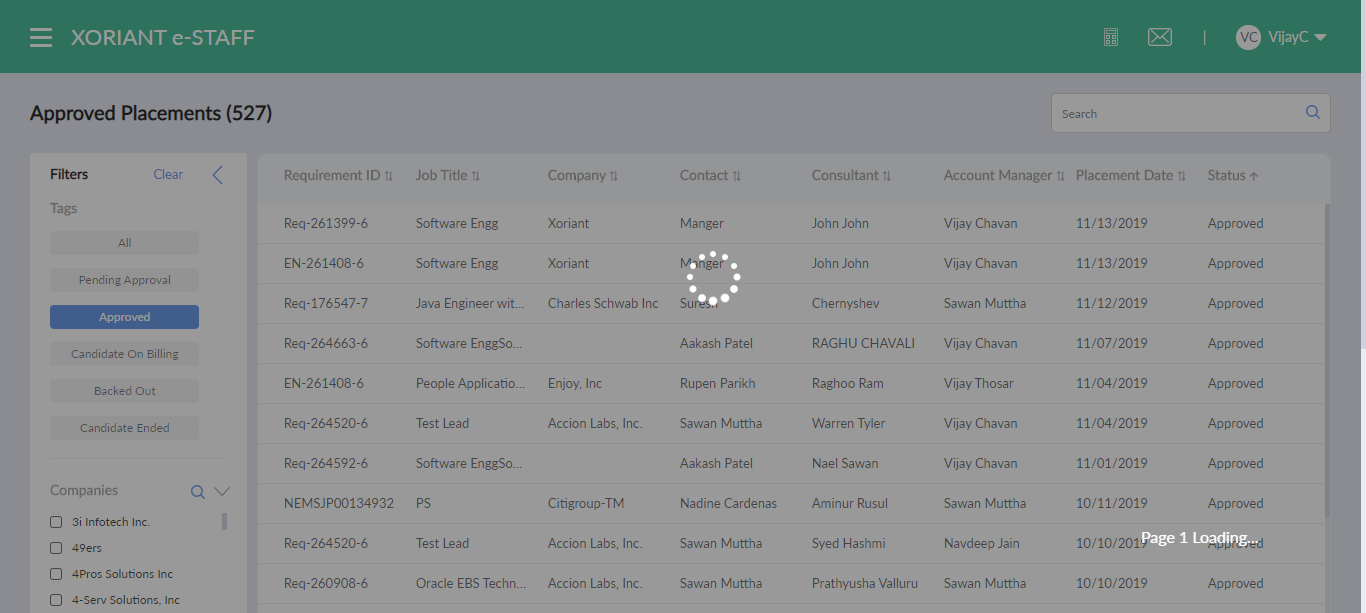 XORIANT e-STAFF
|
VC VijayC
Approved Placements (527)
Search
Filters Clear
Tags
All
Pending Approval
Approved
Candidate On Billing
Backed Out
Candidate Ended
Companies
3i Infotech Inc.
49ers
4Pros Solutions Inc
4-Serv Solutions, Inc
Requirement ID Job Title Company Contact Consultant Account Manager Placement Date Status
Req-261399-6 Software Engg Xoriant Manger John John Vijay Chavan 11/13/2019 Approved
EN-261408-6 Software Engg Xoriant Manger John John Vijay Chavan 11/13/2019 Approved
Req-176547-7 Java Engineer wit... Charles Schwab Inc Suresh Chernyshev Sawan Muttha 11/12/2019 Approved
Req-264663-6 Software EnggSo... Aakash Patel RAGHU CHAVALI Vijay Chavan 11/07/2019 Approved
EN-261408-6 People Applicatio... Enjoy, Inc Rupen Parikh Raghoo Ram Vijay Thosar 11/04/2019 Approved
Req-264520-6 Test Lead Accion Labs, Inc. Sawan Muttha Warren Tyler Vijay Chavan 11/04/2019 Approved
Req-264592-6 Software EnggSo... Aakash Patel Nael Sawan Vijay Chavan 11/01/2019 Approved
NEMSJP00134932 PS Citigroup-TM Nadine Cardenas Aminur Rusul Sawan Muttha 10/11/2019 Approved
Page 1 Loading...
Req-264520-6 Test Lead Accion Labs, Inc. Sawan Muttha Syed Hashmi Navdeep Jain 10/10/2019 Approved
Req-260908-6 Oracle EBS Techn... Accion Labs, Inc. Sawan Muttha Prathyusha Valluru Sawan Muttha 10/10/2019 Approved